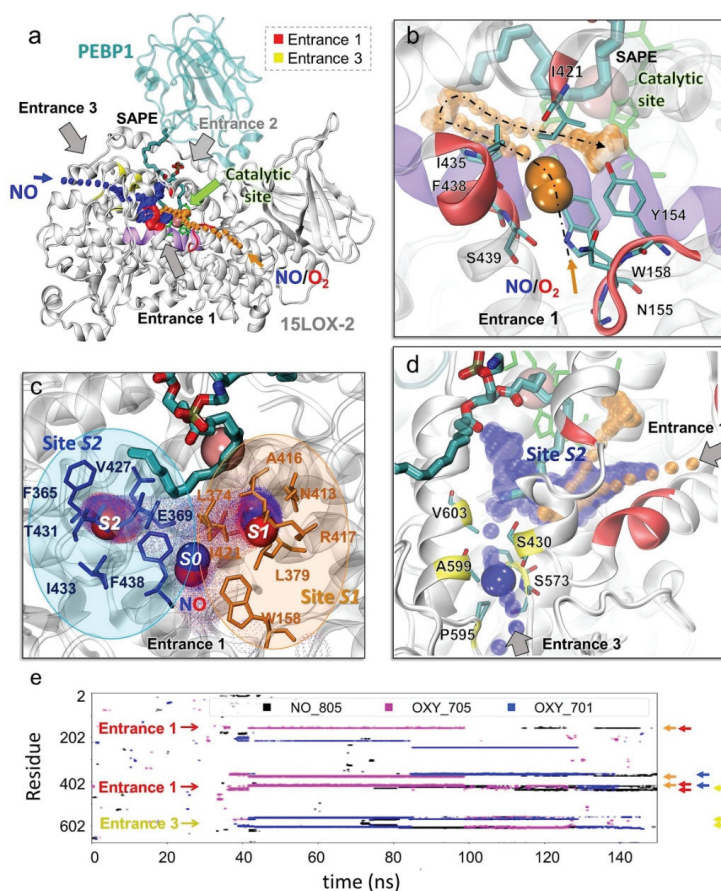 a
PEBP1
Entrance 1
Entrance 3
Entrance 3
SAPE
Entrance 2
NO
Catalytic
site
NO/O₂
Entrance 1
15LOX-2
b
SAPE
I421
Catalytic
site
I435
F438
Y154
S439
W158
NO/O₂
N155
Entrance 1
c
Site S2
V427
A416
F365
L374
N413
S2
E369
S1
T431
I421
R417
S0
I433
F438
L379
NO
Site S1
W158
Entrance 1
d
Entrance 1
Site S2
V603
S430
A599
S573
P595
Entrance 3
e
NO_805 OXY_705 OXY_701
2
Entrance 1
202
Residue
402
Entrance 1
Entrance 3
602
0 20 40 60 80 100 120 140
time (ns)